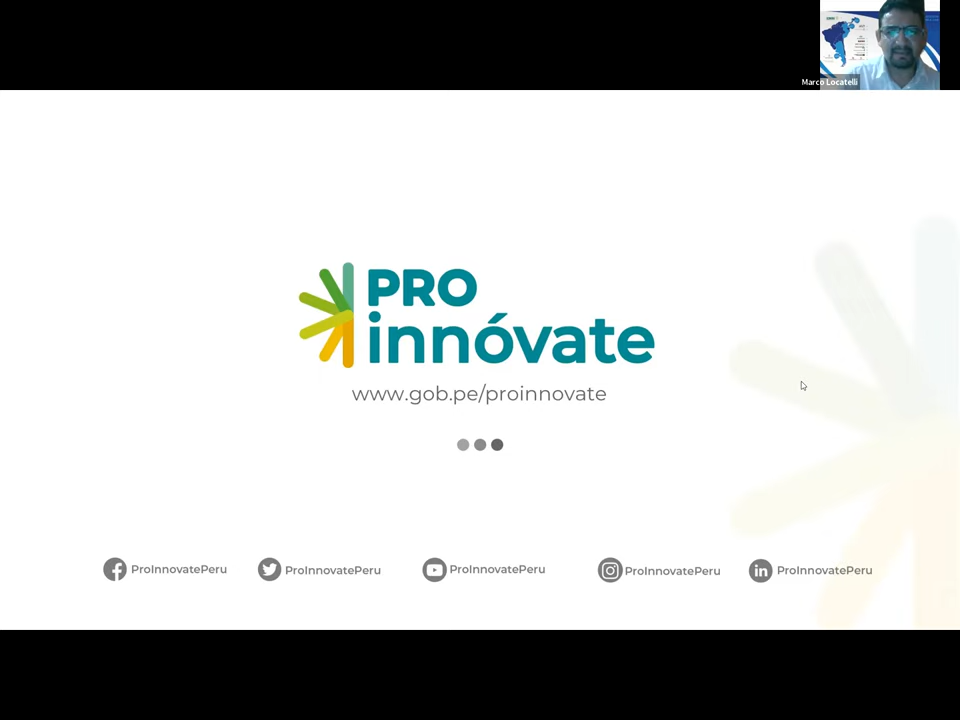 Marco Locatelli
PRO
innóvate
www.gob.pe/proinnovate
ProInnovatePeru
ProInnovatePeru
ProInnovatePeru
ProInnovatePeru
ProInnovatePeru